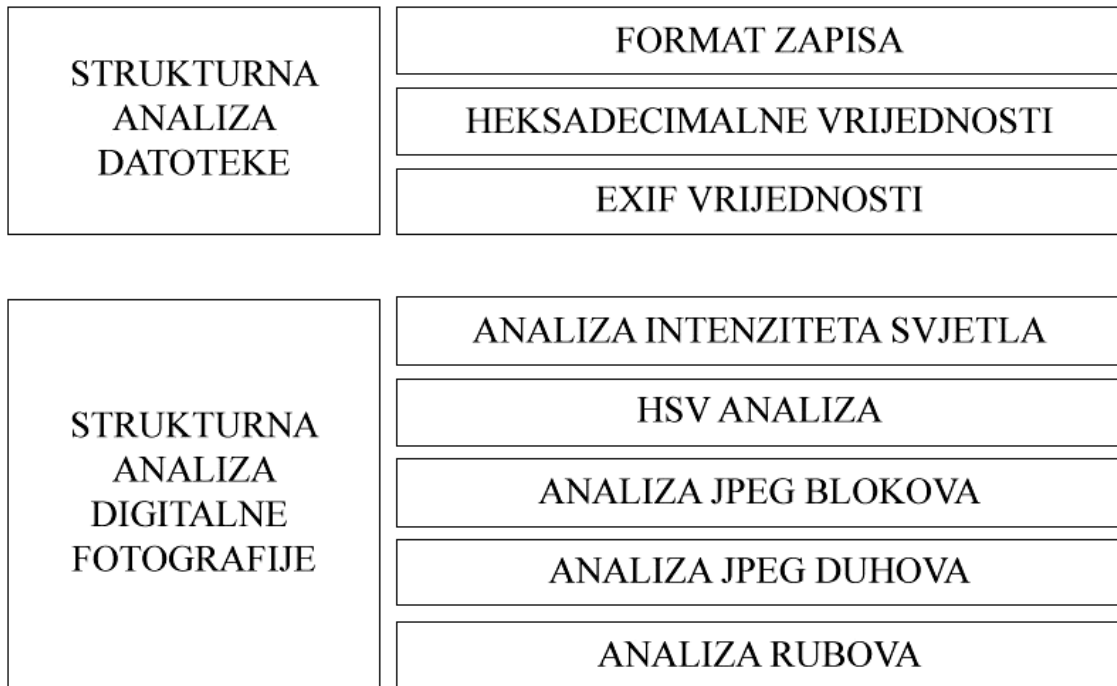 STRUKTURNA
ANALIZA
DATOTEKE
FORMAT ZAPISA
HEKSADECIMALNE VRIJEDNOSTI
EXIF VRIJEDNOSTI
STRUKTURNA
ANALIZA
DIGITALNE
FOTOGRAFIJE
ANALIZA INTENZITETA SVJETLA
HSV ANALIZA
ANALIZA JPEG BLOKOVA
ANALIZA JPEG DUHOVA
ANALIZA RUBOVA